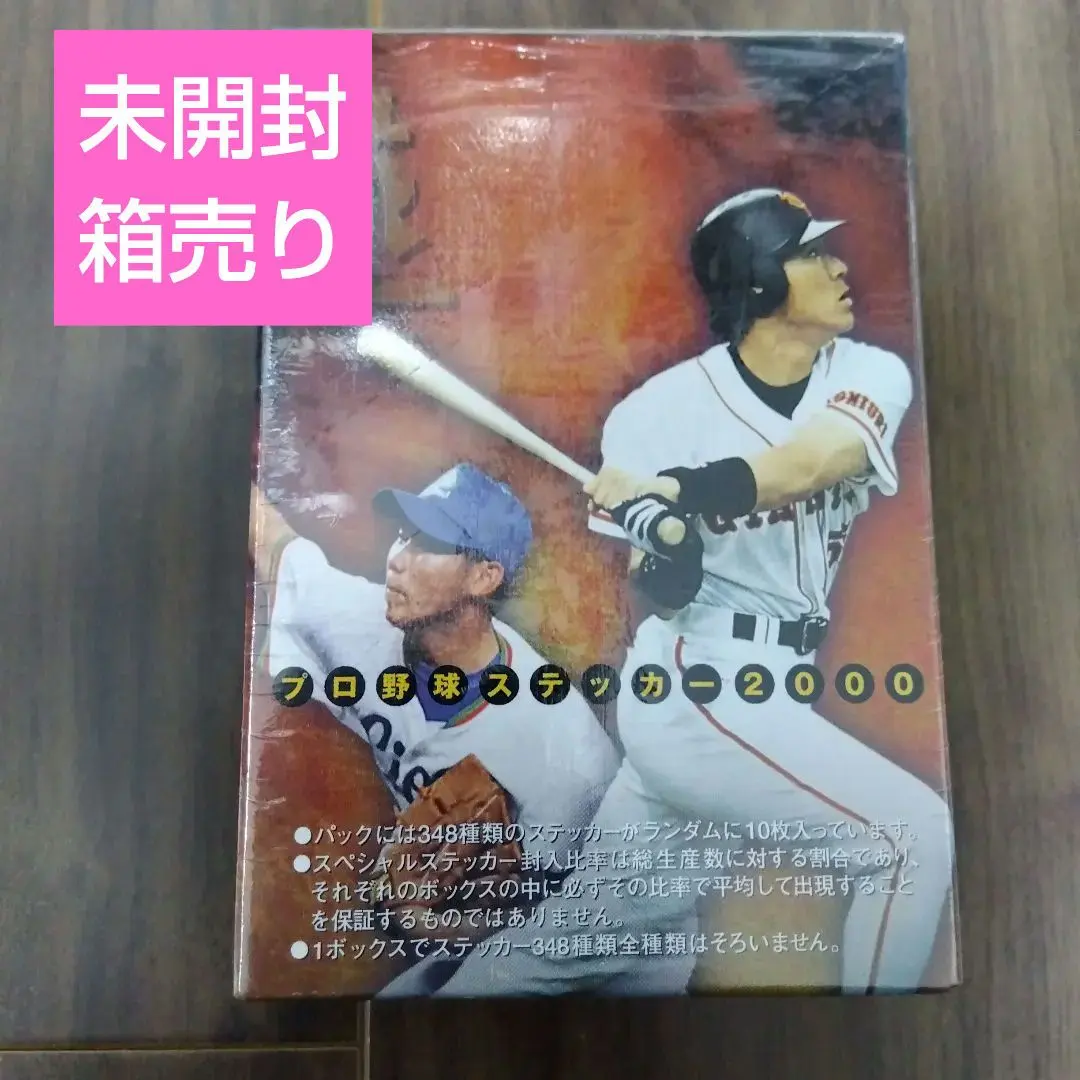 未開封
箱売り
YOMIURI
プロ野球ステッカー2000
●パックには348種類のステッカーがランダムに10枚入っています。
●スペシャルステッカー封入比率は総生産数に対する割合であり、
それぞれのボックスの中に必ずその比率で平均して出現すること
を保証するものではありません。
●1ボックスでステッカー348種類全種類はそろいません。